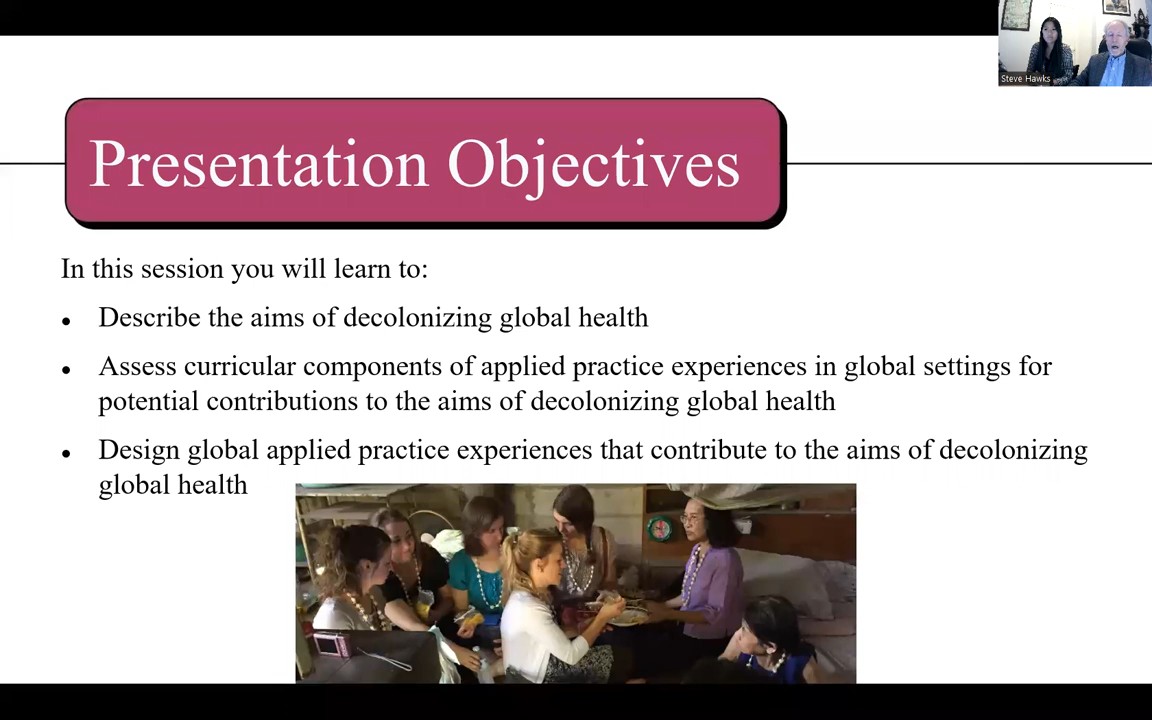 Steve Hawks
Presentation Objectives
In this session you will learn to:
• Describe the aims of decolonizing global health
• Assess curricular components of applied practice experiences in global settings for
potential contributions to the aims of decolonizing global health
• Design global applied practice experiences that contribute to the aims of decolonizing
global health